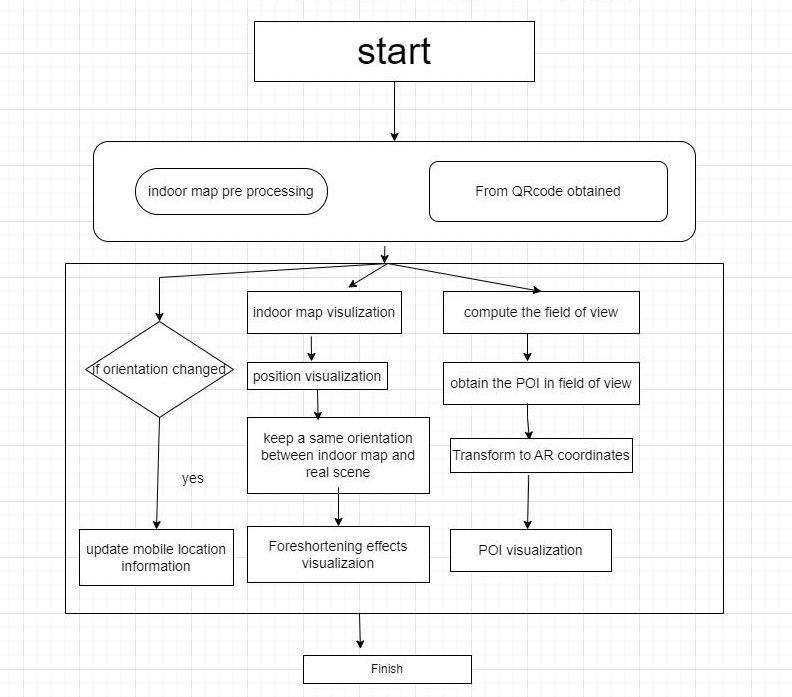 start
indoor map pre processing
From QRcode obtained
if orientation changed
yes
update mobile location
information
indoor map visulization
position visualization
keep a same orientation
between indoor map and
real scene
Foreshortening effects
visualizaion
compute the field of view
obtain the POI in field of view
Transform to AR coordinates
POI visualization
Finish